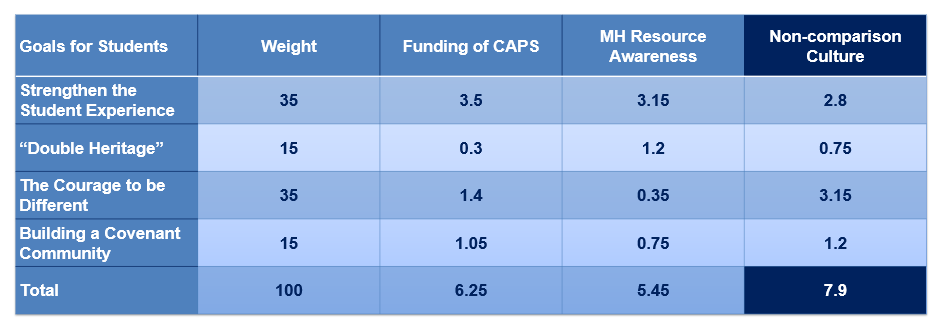 Goals for Students Weight Funding of CAPS MH Resource Awareness Non-comparison Culture
Strengthen the Student Experience 35 3.5 3.15 2.8
“Double Heritage” 15 0.3 1.2 0.75
The Courage to be Different 35 1.4 0.35 3.15
Building a Covenant Community 15 1.05 0.75 1.2
Total 100 6.25 5.45 7.9